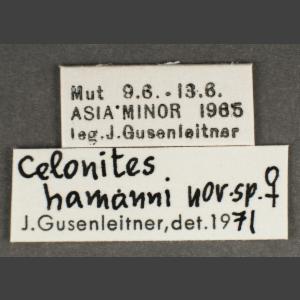 Mut 9.6.-13.6.
ASIA MINOR 1965
leg.J.Gusenleitner
Celonites
hamanni nov.sp.♀
J.Gusenleitner,det.1971